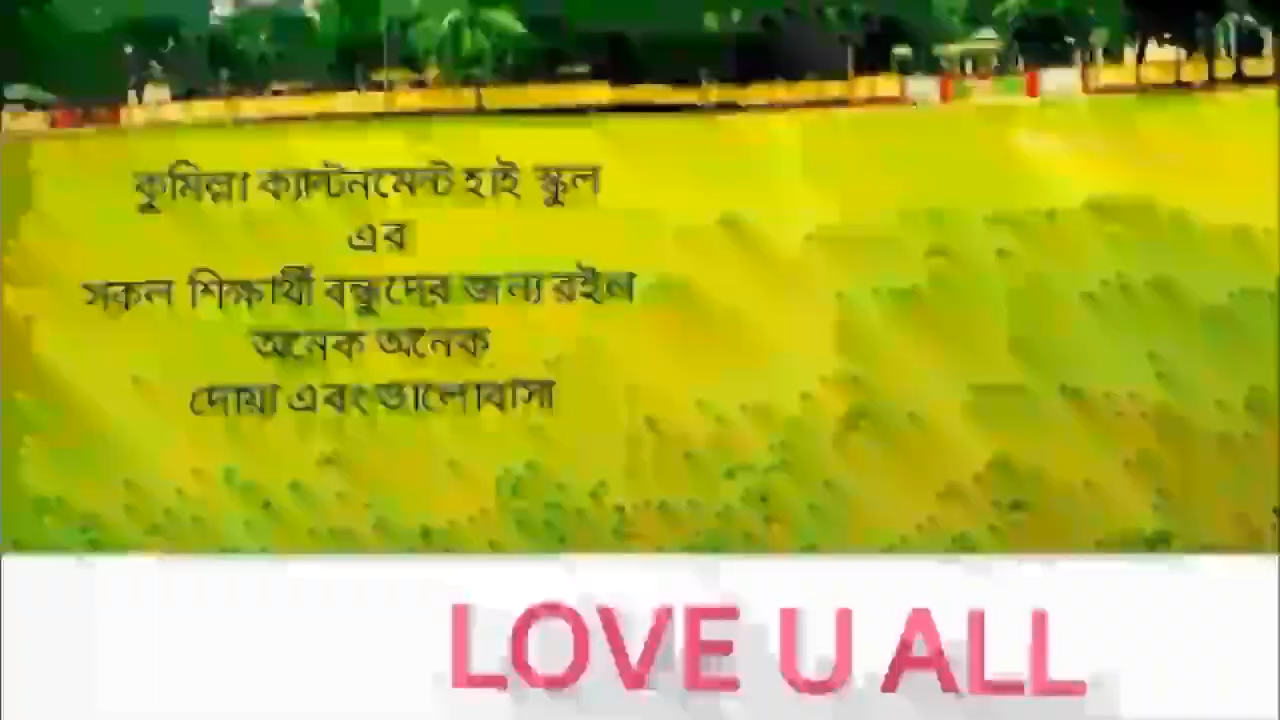 কুমিল্লা ক্যান্টনমেন্ট হাই স্কুল
এর
সকল শিক্ষার্থী বন্ধুদের জন্য রইল
অনেক অনেক
দোয়া এবং ভালোবাসা
LOVE U ALL